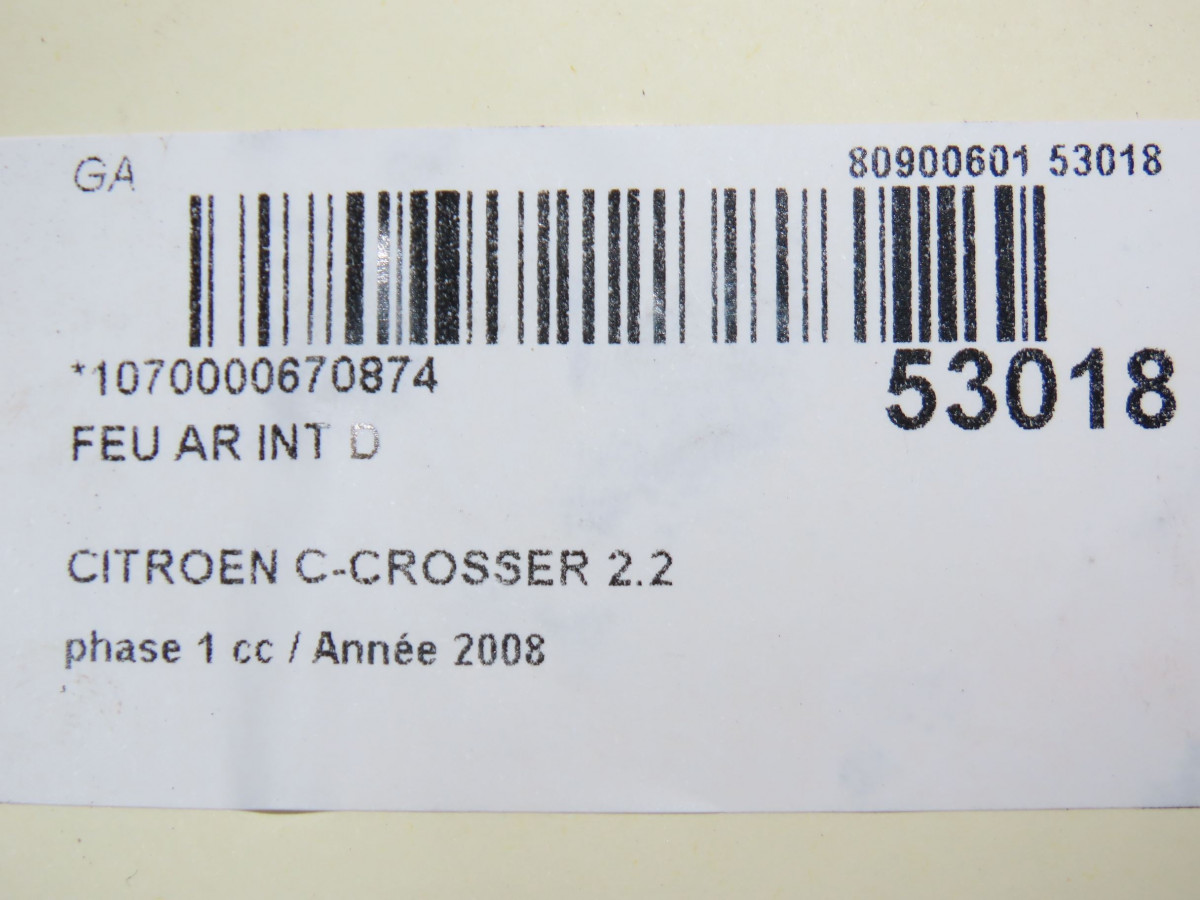 GA
80900601 53018
*1070000670874
53018
FEU AR INT D
CITROEN C-CROSSER 2.2
phase 1 cc / Année 2008